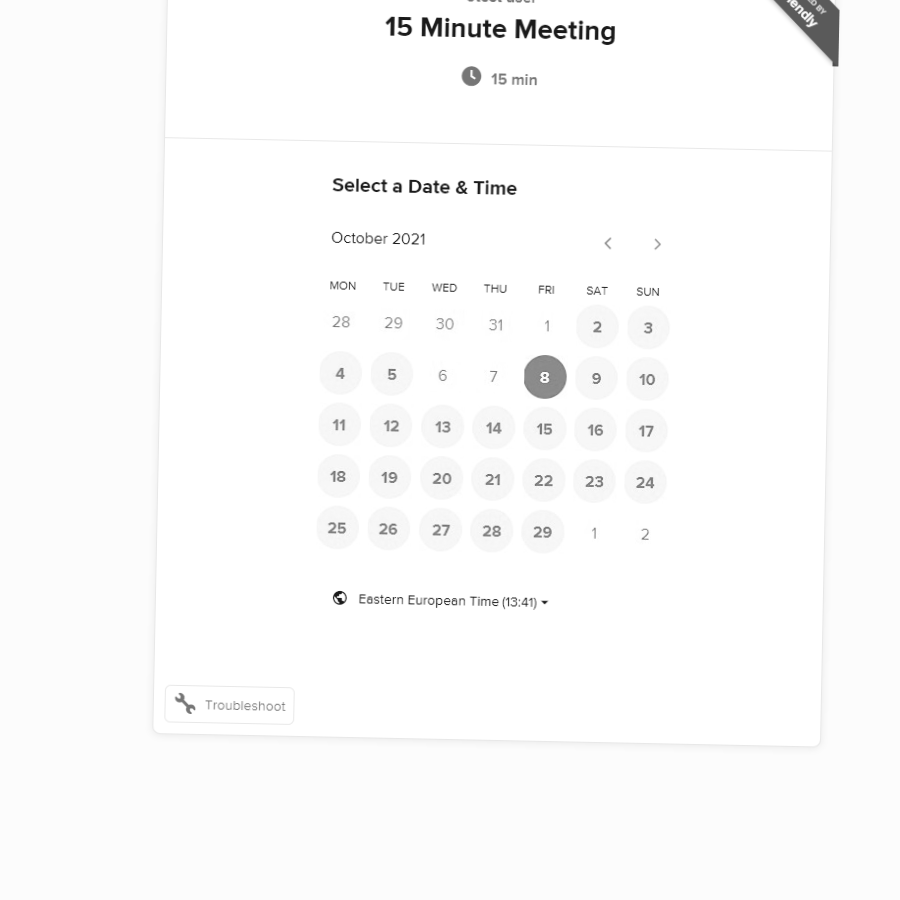 15 Minute Meeting
15 min
Select a Date & Time
October 2021
MON TUE WED THU FRI SAT SUN
28 29 30 31 1 2 3
4 5 6 7 8 9 10
11 12 13 14 15 16 17
18 19 20 21 22 23 24
25 26 27 28 29 1 2
Eastern European Time (13:41)
Troubleshoot